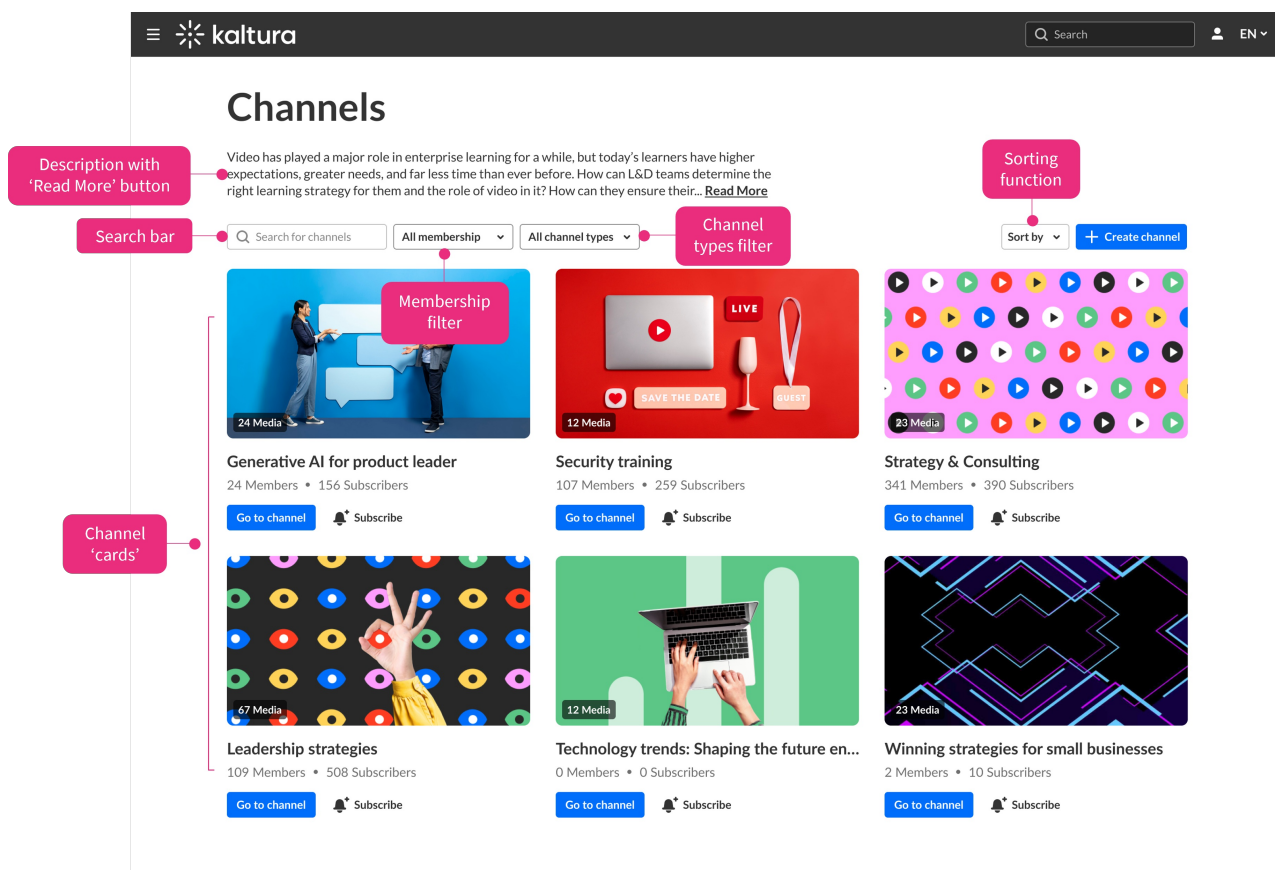 kaltura
Search
EN
Channels
Description with
‘Read More’ button
Video has played a major role in enterprise learning for a while, but today’s learners have higher
expectations, greater needs, and far less time than ever before. How can L&D teams determine the
right learning strategy for them and the role of video in it? How can they ensure their... Read More
Sorting
function
Search bar
Search for channels
All membership
All channel types
Channel
types filter
Sort by
+ Create channel
Membership
filter
LIVE
SAVE THE DATE
GUEST
24 Media
12 Media
23 Media
Generative AI for product leader
Security training
Strategy & Consulting
24 Members • 156 Subscribers
107 Members • 259 Subscribers
341 Members • 390 Subscribers
Go to channel
Subscribe
Go to channel
Subscribe
Go to channel
Subscribe
Channel
‘cards’
67 Media
12 Media
23 Media
Leadership strategies
Technology trends: Shaping the future en...
Winning strategies for small businesses
109 Members • 508 Subscribers
0 Members • 0 Subscribers
2 Members • 10 Subscribers
Go to channel
Subscribe
Go to channel
Subscribe
Go to channel
Subscribe